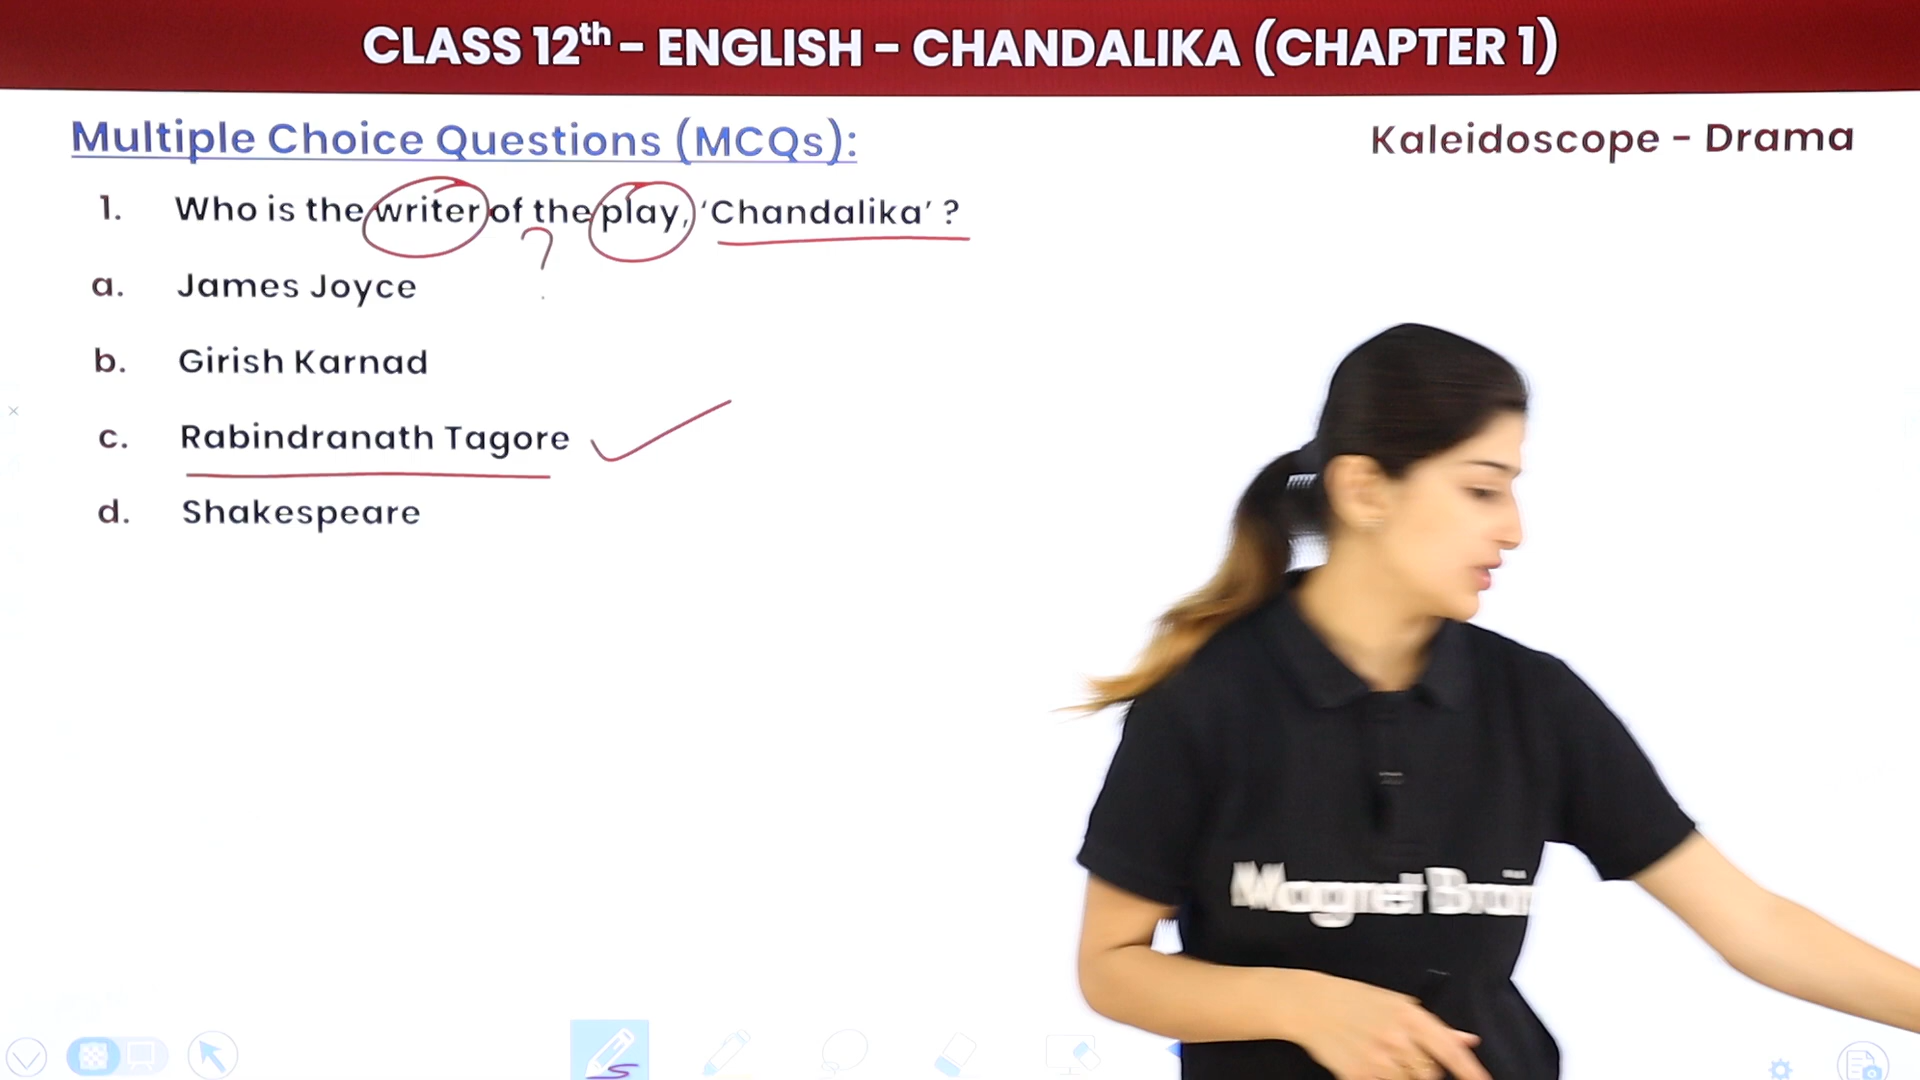 CLASS 12th – ENGLISH – CHANDALIKA (CHAPTER 1)
Multiple Choice Questions (MCQs):
Kaleidoscope – Drama
1. Who is the writer of the play, ‘Chandalika’ ?
?
a. James Joyce
b. Girish Karnad
c. Rabindranath Tagore
d. Shakespeare
Magnet